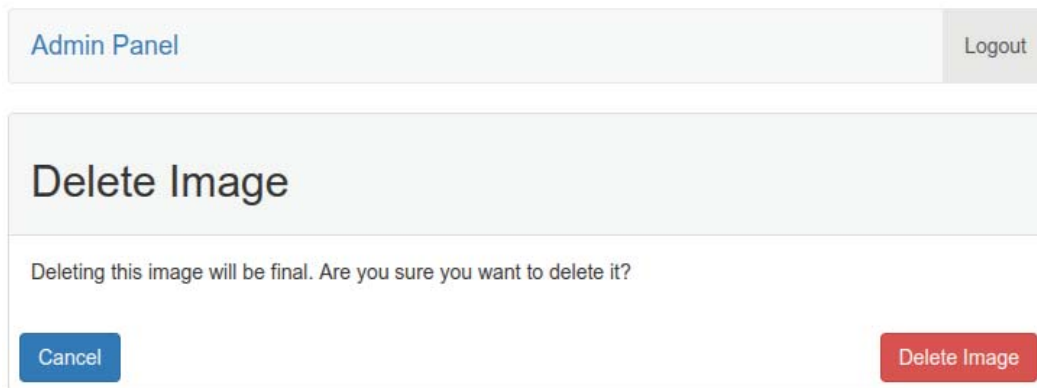 Admin Panel
Logout
Delete Image
Deleting this image will be final. Are you sure you want to delete it?
Cancel
Delete Image